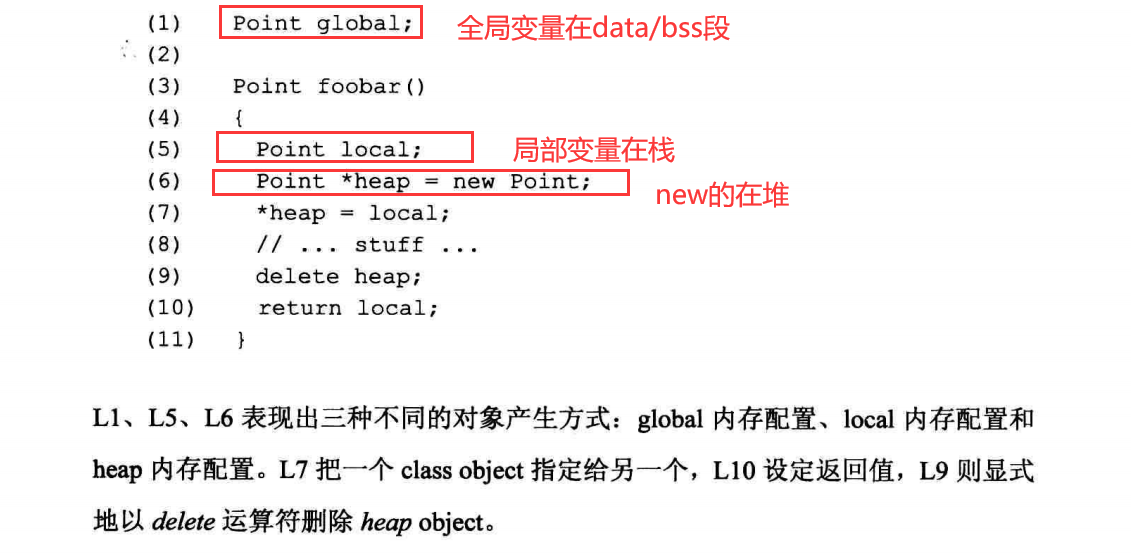 (1) Point global; 全局变量在data/bss段
(2)
(3) Point foobar()
(4) {
(5) Point local; 局部变量在栈
(6) Point *heap = new Point; new的在堆
(7) *heap = local;
(8) // ... stuff ...
(9) delete heap;
(10) return local;
(11) }
L1、L5、L6 表现出三种不同的对象产生方式：global 内存配置、local 内存配置和
heap 内存配置。L7 把一个 class object 指定给另一个，L10 设定返回值，L9 则显式
地以 delete 运算符删除 heap object。